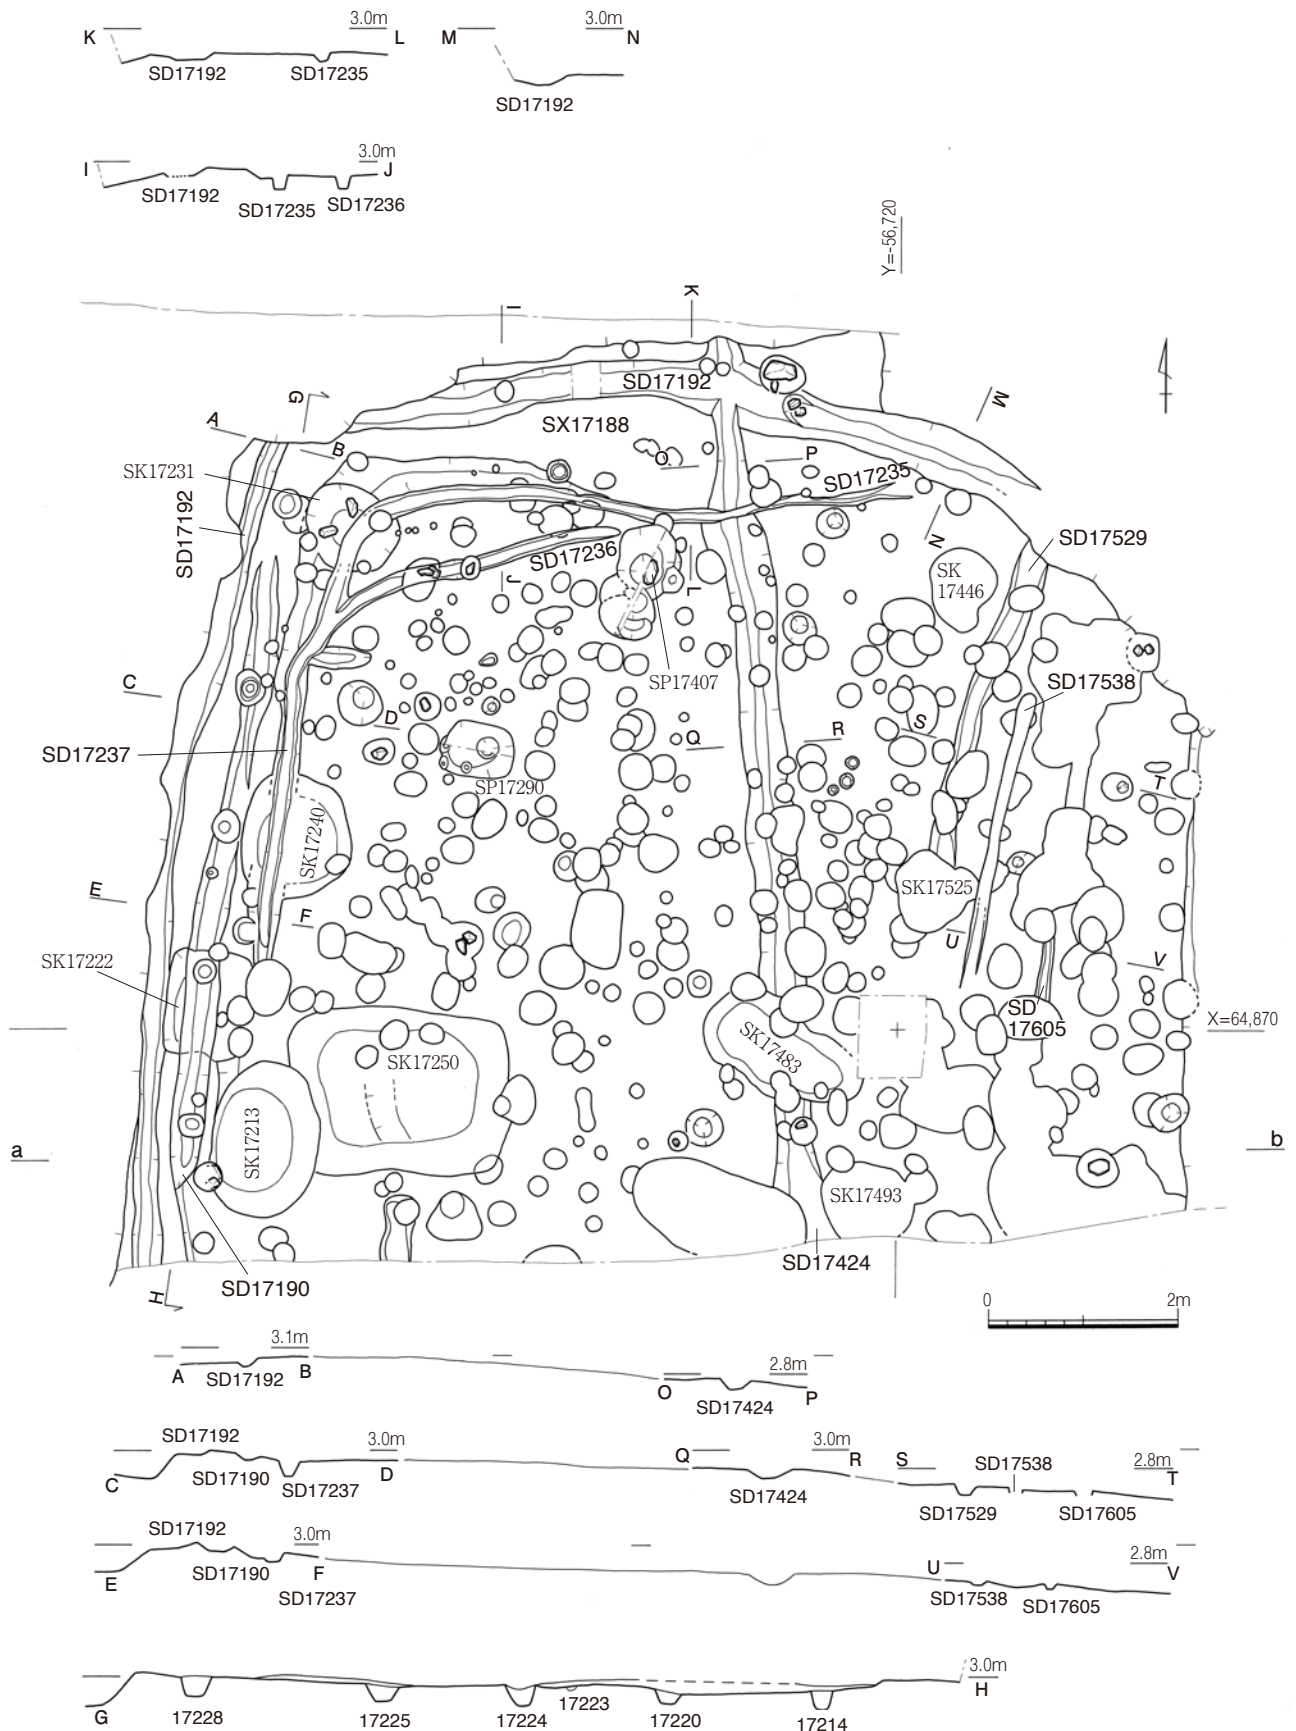 3.0m 3.0m
K L M N
SD17192 SD17235
SD17192
3.0m
I J
SD17192
SD17235 SD17236
Y=-56,720
I K
SD17192
G M
A
SX17188
B O P
SK17231 SD17235
SD17192
SD17236 N SD17529
J L SK
17446
SP17407
C SD17538
D S
SD17237 Q R
SP17290 T
SK17240
E SK17525
F U
SK17222 V
SD
17605
X=64,870
SK17483
SK17250
SK17213
a b
SK17493
SD17424
SD17190
H
0 2m
3.1m
A B 2.8m
SD17192 O P
SD17424
SD17192
3.0m Q 3.0m R S SD17538
2.8m
C SD17190 D T
SD17237 SD17424 SD17529 SD17605
SD17192
3.0m
2.8m
E SD17190 F U V
SD17237 SD17538 SD17605
3.0m
G H
17228 17225 17224 17223 17220 17214